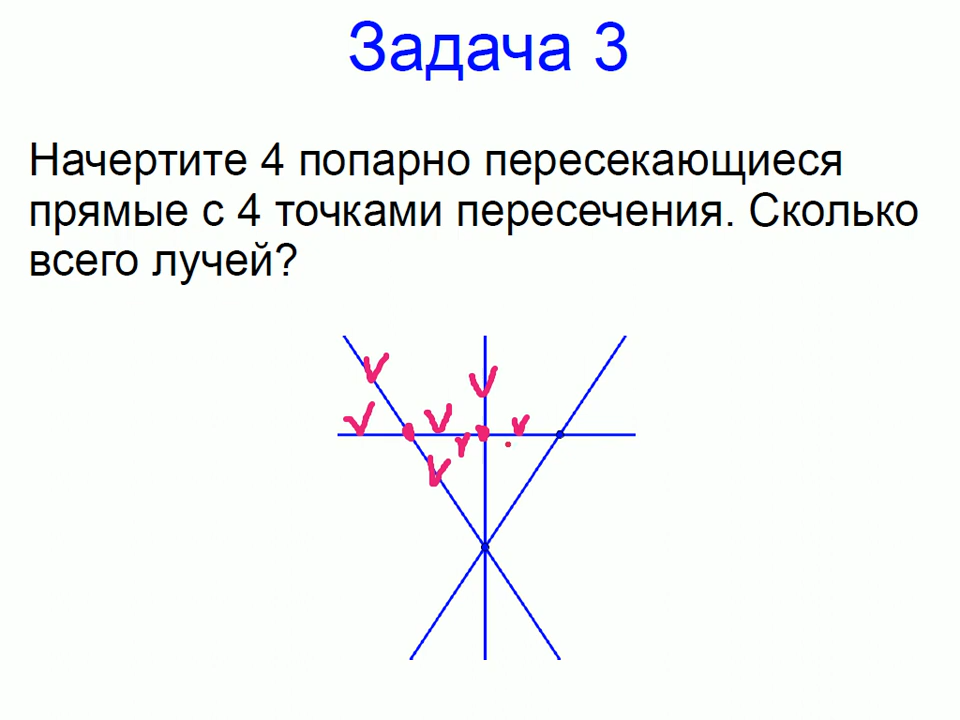 Задача 3
Начертите 4 попарно пересекающиеся
прямые с 4 точками пересечения. Сколько
всего лучей?